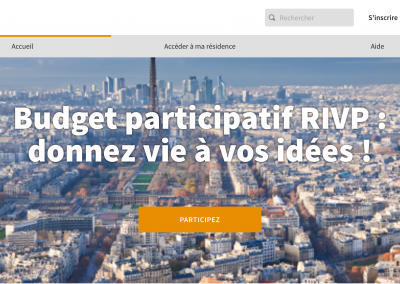 Rechercher
S'inscrire
Accueil
Accéder à ma résidence
Aide
Budget participatif RIVP :
donnez vie à vos idées !
PARTICIPEZ